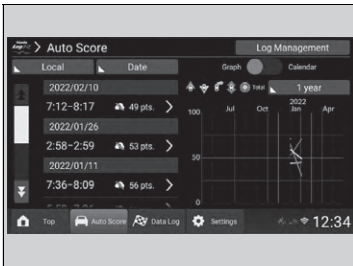 Honda LogR > Auto Score
Log Management
Local
Date
Graph
Calendar
2022/02/10
7:12-8:17 49 pts. >
2022/01/26
2:58-2:59 53 pts. >
2022/01/11
7:36-8:09 56 pts. >
Total
1 year
100
50
0
Jul
Oct
2022
Jan
Apr
Top
Auto Score
Data Log
Settings
12:34